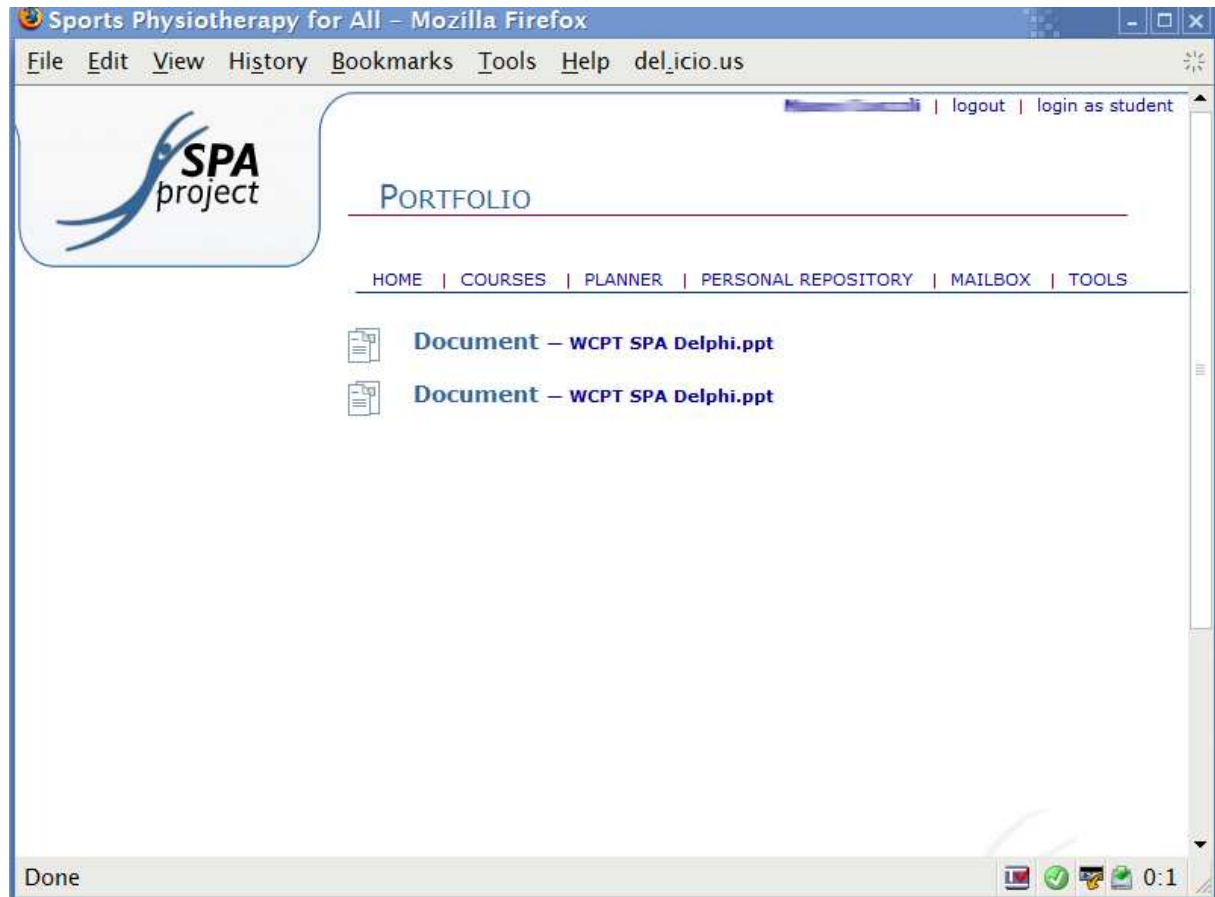 Sports Physiotherapy for All – Mozilla Firefox
File Edit View History Bookmarks Tools Help del.icio.us
| logout | login as student
SPA
project
PORTFOLIO
HOME | COURSES | PLANNER | PERSONAL REPOSITORY | MAILBOX | TOOLS
Document – WCPT SPA Delphi.ppt
Document – WCPT SPA Delphi.ppt
Done 0:1